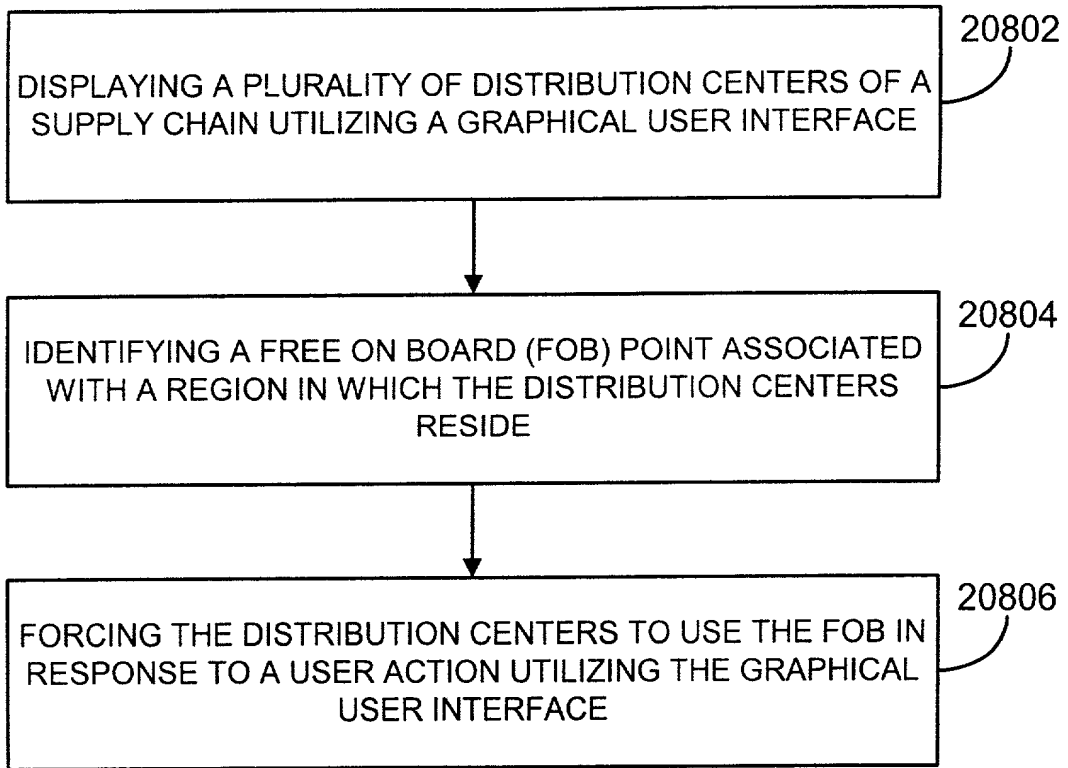 20802
DISPLAYING A PLURALITY OF DISTRIBUTION CENTERS OF A
SUPPLY CHAIN UTILIZING A GRAPHICAL USER INTERFACE
20804
IDENTIFYING A FREE ON BOARD (FOB) POINT ASSOCIATED
WITH A REGION IN WHICH THE DISTRIBUTION CENTERS
RESIDE
20806
FORCING THE DISTRIBUTION CENTERS TO USE THE FOB IN
RESPONSE TO A USER ACTION UTILIZING THE GRAPHICAL
USER INTERFACE